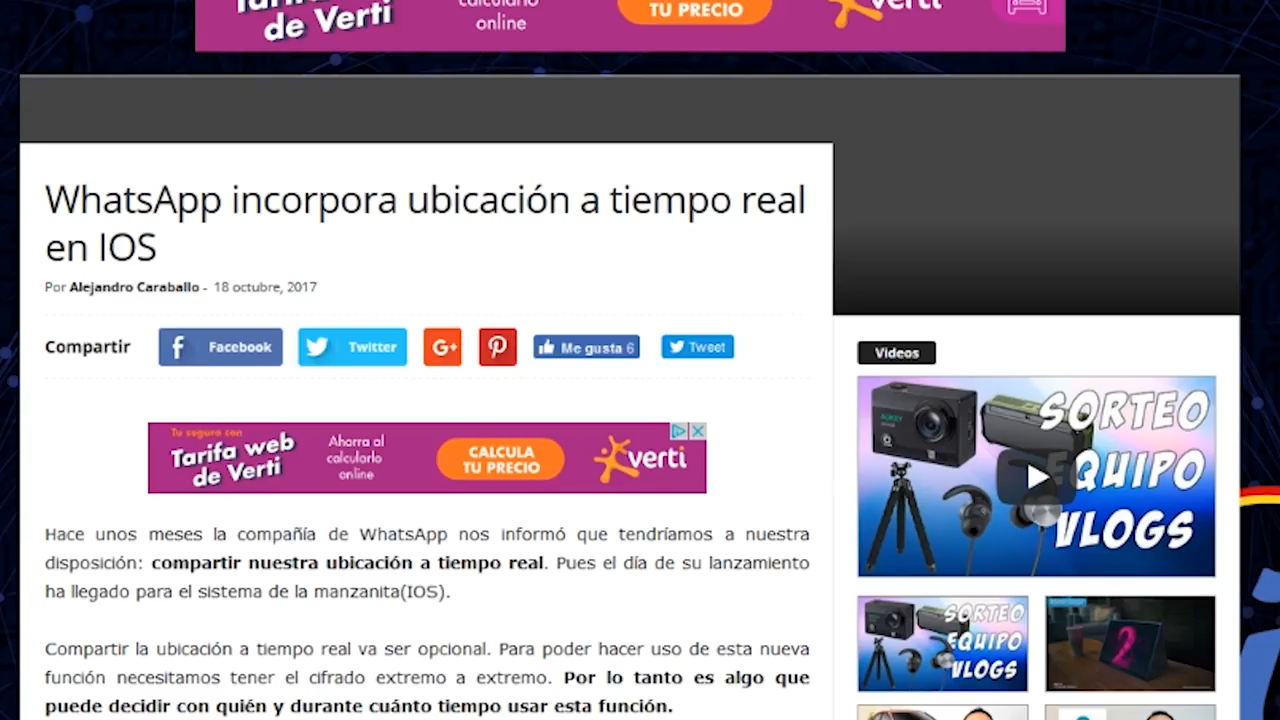 de Verti
online
TU PRECIO
verti
WhatsApp incorpora ubicación a tiempo real
en IOS
Por Alejandro Caraballo - 18 octubre, 2017
Compartir
Facebook
Twitter
G+
Me gusta 6
Tweet
Tu seguro con
Tarifa web
de Verti
Ahorra al
calcularlo
online
CALCULA
TU PRECIO
verti
Hace unos meses la compañía de WhatsApp nos informó que tendríamos a nuestra
disposición: compartir nuestra ubicación a tiempo real. Pues el día de su lanzamiento
ha llegado para el sistema de la manzanita(IOS).
Compartir la ubicación a tiempo real va ser opcional. Para poder hacer uso de esta nueva
función necesitamos tener el cifrado extremo a extremo. Por lo tanto es algo que
puede decidir con quién y durante cuánto tiempo usar esta función.
Videos
AUKEY
SORTEO
EQUIPO
VLOGS
SORTEO
EQUIPO
VLOGS
2